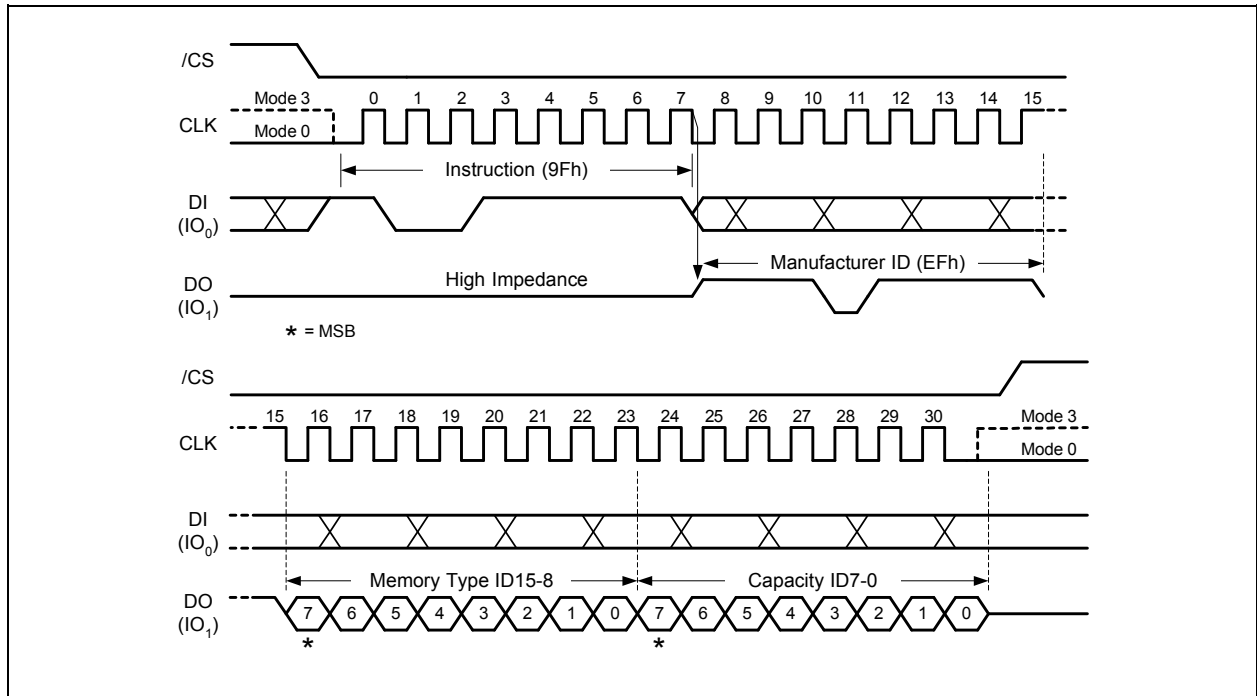 /CS
Mode 3 0 1 2 3 4 5 6 7 8 9 10 11 12 13 14 15
CLK
Mode 0
Instruction (9Fh)
DI
(IO0)
Manufacturer ID (EFh)
High Impedance
DO
(IO1)
* = MSB
/CS
15 16 17 18 19 20 21 22 23 24 25 26 27 28 29 30 Mode 3
CLK
Mode 0
DI
(IO0)
Memory Type ID15-8 Capacity ID7-0
DO
(IO1)
7 6 5 4 3 2 1 0 7 6 5 4 3 2 1 0
* *